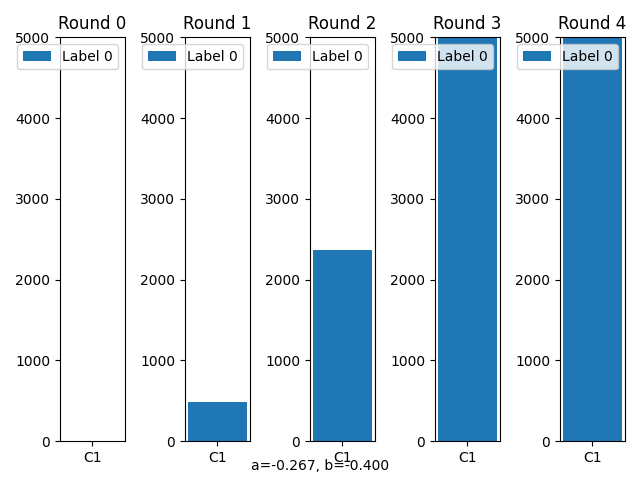 Round 0 Round 1 Round 2 Round 3 Round 4
5000 5000 5000 5000 5000
Label 0 Label 0 Label 0 Label 0 Label 0
4000 4000 4000 4000 4000
3000 3000 3000 3000 3000
2000 2000 2000 2000 2000
1000 1000 1000 1000 1000
0 0 0 0 0
C1 C1 C1 C1 C1
a=-0.267, b=-0.400